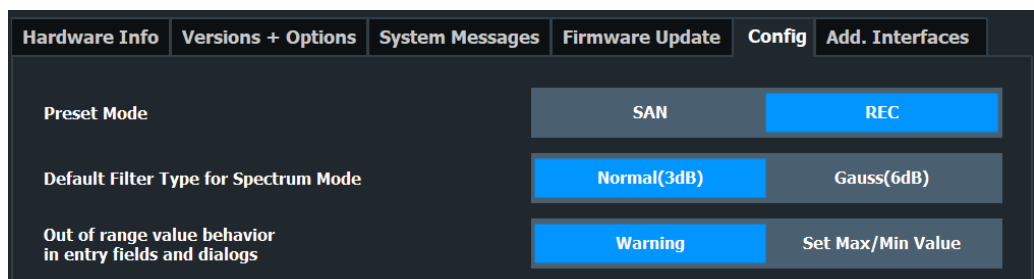 Hardware Info Versions + Options System Messages Firmware Update Config Add. Interfaces
Preset Mode SAN REC
Default Filter Type for Spectrum Mode Normal(3dB) Gauss(6dB)
Out of range value behavior
in entry fields and dialogs Warning Set Max/Min Value